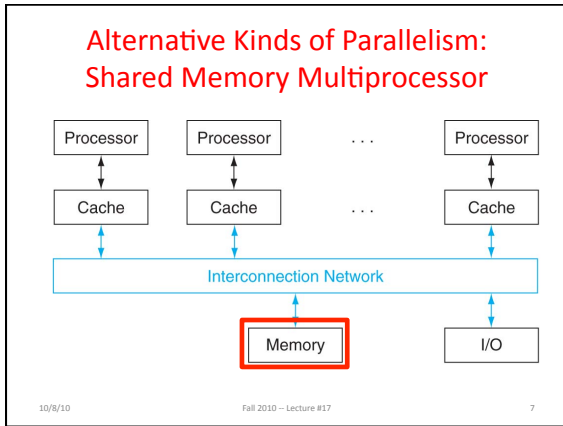 Alternative Kinds of Parallelism:
Shared Memory Multiprocessor
Processor Processor . . . Processor
Cache Cache . . . Cache
Interconnection Network
Memory I/O
10/8/10 Fall 2010 -- Lecture #17 7